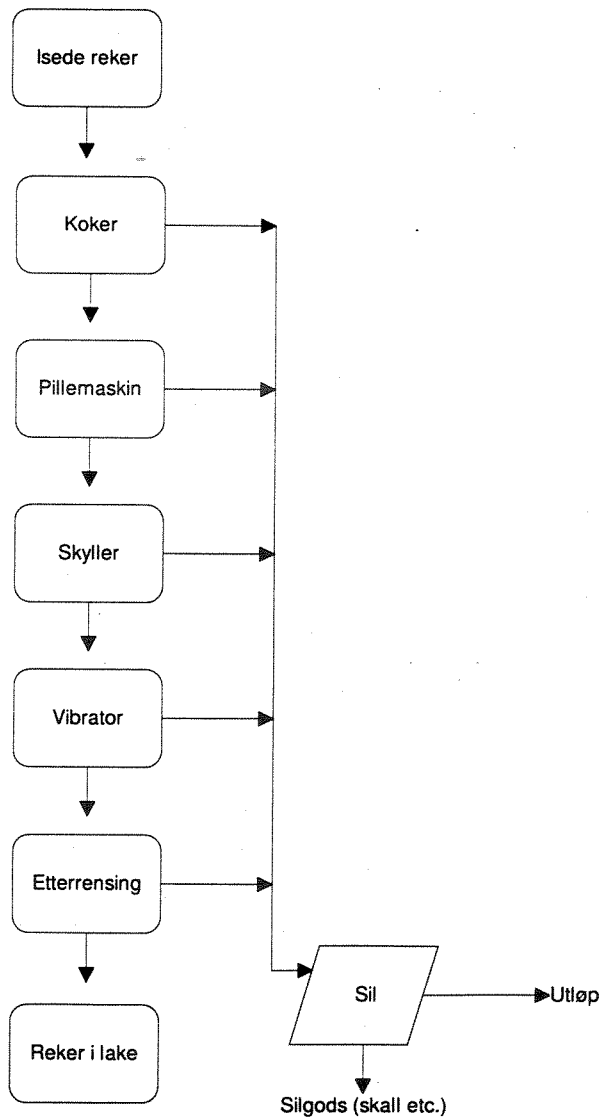 Isede reker
Koker
Pillemaskin
Skyller
Vibrator
Etterrensing
Reker i lake
Sil
Utløp
Silgods (skall etc.)